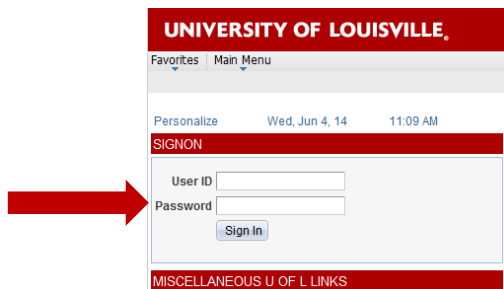 UNIVERSITY OF LOUISVILLE.
Favorites Main Menu
Personalize Wed, Jun 4, 14 11:09 AM
SIGNON
User ID
Password
Sign In
MISCELLANEOUS U OF L LINKS